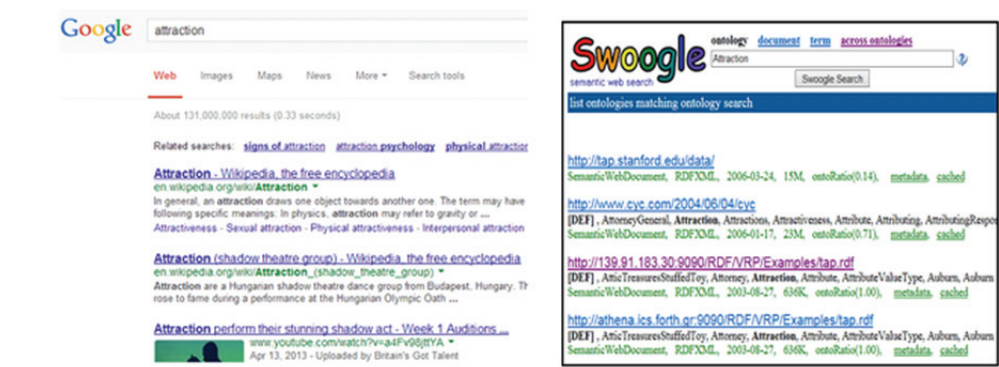 Google
attraction
Web Images Maps News More Search tools
About 131,000,000 results (0.33 seconds)
Related searches: signs of attraction attraction psychology physical attraction
Attraction - Wikipedia, the free encyclopedia
en.wikipedia.org/wiki/Attraction
In general, an attraction draws one object towards another one. The term may have
following specific meanings: In physics, attraction may refer to gravity or ...
Attractiveness - Sexual attraction - Physical attractiveness - Interpersonal attraction
Attraction (shadow theatre group) - Wikipedia, the free encyclopedia
en.wikipedia.org/wiki/Attraction_(shadow_theatre_group)
Attraction are a Hungarian shadow theatre dance group from Budapest, Hungary. Th
rose to fame during a performance at the Hungarian Olympic Oath ...
Attraction perform their stunning shadow act - Week 1 Auditions ...
www.youtube.com/watch?v=a4Fv98jttYA
Apr 13, 2013 - Uploaded by Britain's Got Talent
Swoogle
semantic web search
ontology document term across ontologies
Attraction
?
Swoogle Search
list ontologies matching ontology search
http://tap.stanford.edu/data/
SemanticWebDocument, RDFXML, 2006-03-24, 15M, ontoRatio(0.14), metadata, cached
http://www.cyc.com/2004/06/04/cyc
[DEF] , AttorneyGeneral, Attraction, Attractions, Attractiveness, Attribute, Attributing, AttributingRespon
SemanticWebDocument, RDFXML, 2006-01-17, 23M, ontoRatio(0.71), metadata, cached
http://139.91.183.30:9090/RDF/VRP/Examples/tap.rdf
[DEF] , AtticTreasuresStuffedToy, Attorney, Attraction, Attribute, AttributeValueType, Auburn, Auburn
SemanticWebDocument, RDFXML, 2003-08-27, 636K, ontoRatio(1.00), metadata, cached
http://athena.ics.forth.gr:9090/RDF/VRP/Examples/tap.rdf
[DEF] , AtticTreasuresStuffedToy, Attorney, Attraction, Attribute, AttributeValueType, Auburn, Auburn
SemanticWebDocument, RDFXML, 2003-08-27, 636K, ontoRatio(1.00), metadata, cached